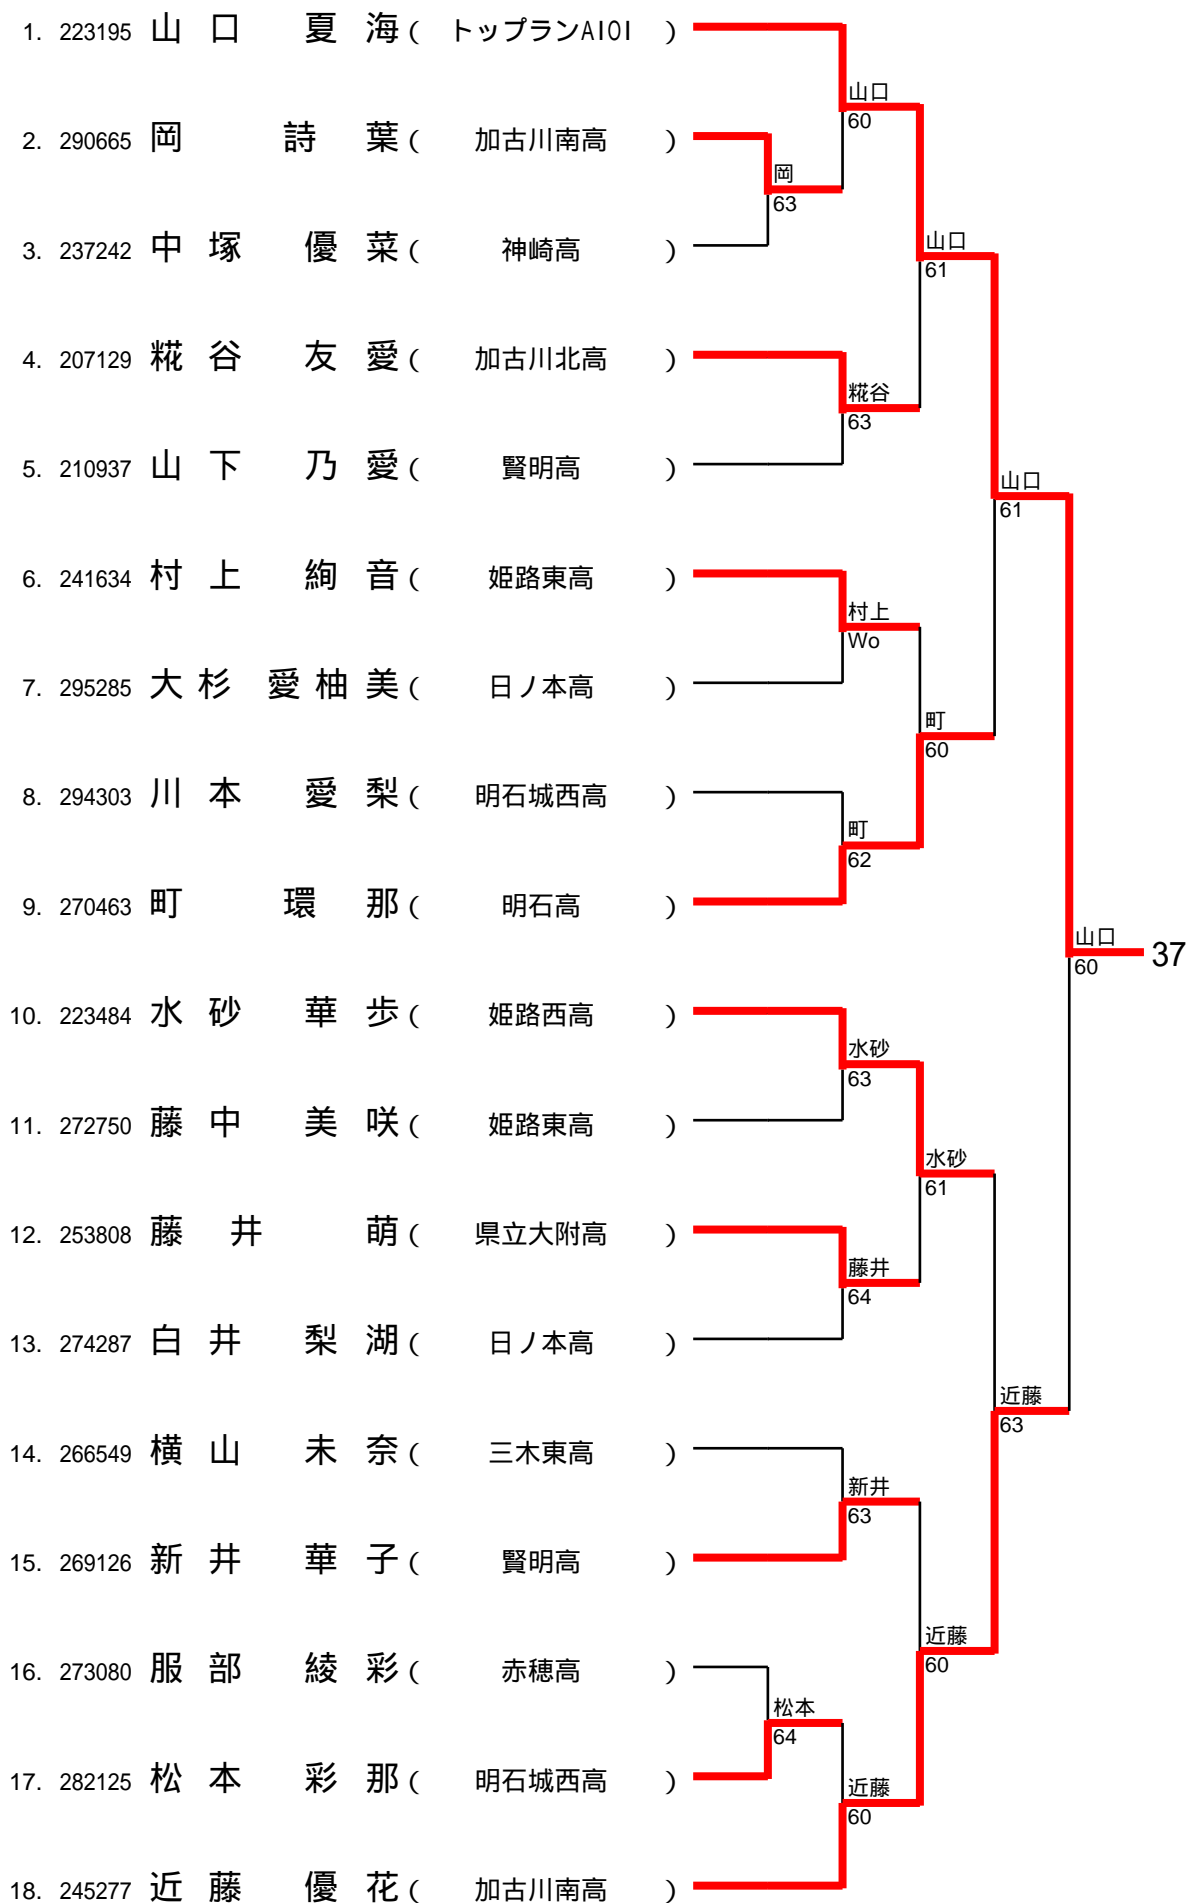 1. 223195 山口 夏海 ( トップランAIOI )
山口
60
2. 290665 岡 詩葉 ( 加古川南高 )
岡
63
3. 237242 中塚 優菜 ( 神崎高 )
山口
61
4. 207129 糀谷 友愛 ( 加古川北高 )
糀谷
63
5. 210937 山下 乃愛 ( 賢明高 )
山口
61
6. 241634 村上 絢音 ( 姫路東高 )
村上
Wo
7. 295285 大杉 愛柚美 ( 日ノ本高 )
町
60
8. 294303 川本 愛梨 ( 明石城西高 )
町
62
9. 270463 町 環那 ( 明石高 )
山口
60
37
10. 223484 水砂 華歩 ( 姫路西高 )
水砂
63
11. 272750 藤中 美咲 ( 姫路東高 )
水砂
61
12. 253808 藤井 萌 ( 県立大附高 )
藤井
64
13. 274287 白井 梨湖 ( 日ノ本高 )
近藤
63
14. 266549 横山 未奈 ( 三木東高 )
新井
63
15. 269126 新井 華子 ( 賢明高 )
近藤
60
16. 273080 服部 綾彩 ( 赤穂高 )
松本
64
17. 282125 松本 彩那 ( 明石城西高 )
近藤
60
18. 245277 近藤 優花 ( 加古川南高 )